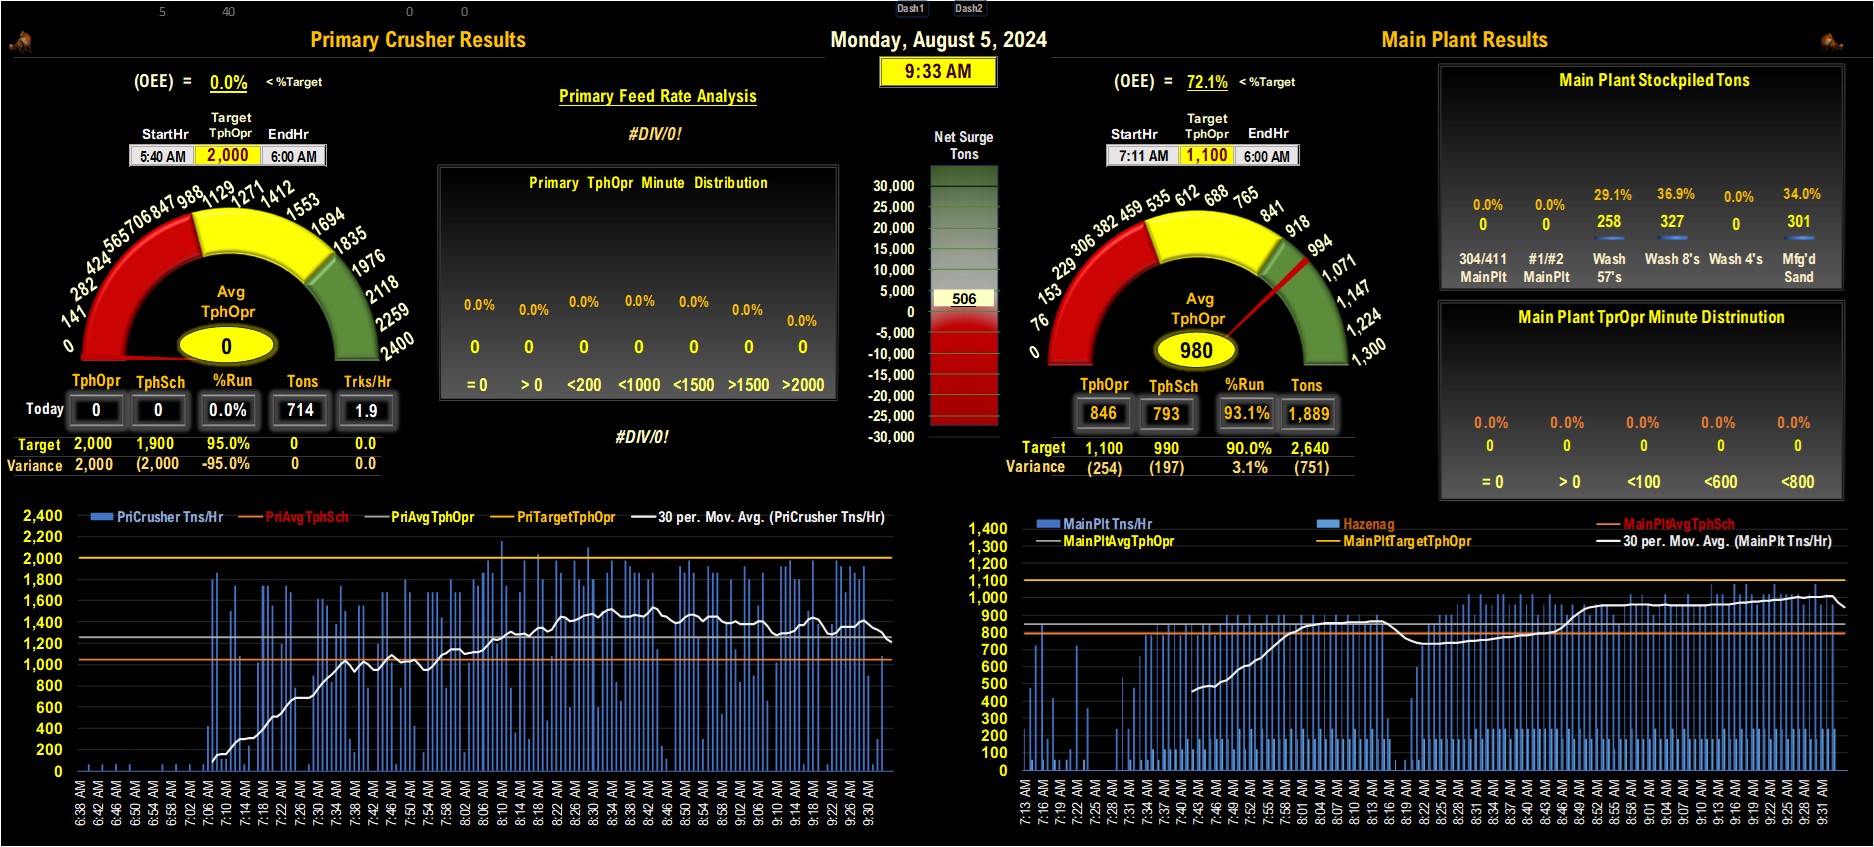 5 40 0 0 Dash1 Dash2
Primary Crusher Results
Monday, August 5, 2024
Main Plant Results
9:33 AM
(OEE) = 0.0% < %Target
Primary Feed Rate Analysis
#DIV/0!
Target
StartHr TphOpr EndHr
5:40 AM 2,000 6:00 AM
0 141 282 424 565 706 847 988 1129 1271 1412 1553 1694 1835 1976 2118 2259 2400
Avg
TphOpr
0
TphOpr TphSch %Run Tons Trks/Hr
Today 0 0 0.0% 714 1.9
Target 2,000 1,900 95.0% 0 0.0
Variance 2,000 (2,000 -95.0% 0 0.0
Primary TphOpr Minute Distribution
0.0% 0.0% 0.0% 0.0% 0.0% 0.0% 0.0%
0 0 0 0 0 0 0
= 0 > 0 <200 <1000 <1500 >1500 >2000
#DIV/0!
Net Surge
Tons
30,000
25,000
20,000
15,000
10,000
5,000
506
0
-5,000
-10,000
-15,000
-20,000
-25,000
-30,000
(OEE) = 72.1% < %Target
Target
StartHr TphOpr EndHr
7:11 AM 1,100 6:00 AM
0 76 153 229 306 382 459 535 612 688 765 841 918 994 1,071 1,147 1,224 1,300
Avg
TphOpr
980
TphOpr TphSch %Run Tons
846 793 93.1% 1,889
Target 1,100 990 90.0% 2,640
Variance (254) (197) 3.1% (751)
Main Plant Stockpiled Tons
0.0% 0.0% 29.1% 36.9% 0.0% 34.0%
0 0 258 327 0 301
304/411 #1/#2 Wash Wash 8's Wash 4's Mfg'd
MainPlt MainPlt 57's Sand
Main Plant TprOpr Minute Distrinution
0.0% 0.0% 0.0% 0.0% 0.0%
0 0 0 0 0
= 0 > 0 <100 <600 <800
PriCrusher Tns/Hr PriAvgTphSch PriAvgTphOpr PriTargetTphOpr 30 per. Mov. Avg. (PriCrusher Tns/Hr)
2,400
2,200
2,000
1,800
1,600
1,400
1,200
1,000
800
600
400
200
0
6:38 AM 6:42 AM 6:46 AM 6:50 AM 6:54 AM 6:58 AM 7:02 AM 7:06 AM 7:10 AM 7:14 AM 7:18 AM 7:22 AM 7:26 AM 7:30 AM 7:34 AM 7:38 AM 7:42 AM 7:46 AM 7:50 AM 7:54 AM 7:58 AM 8:02 AM 8:06 AM 8:10 AM 8:14 AM 8:18 AM 8:22 AM 8:26 AM 8:30 AM 8:34 AM 8:38 AM 8:42 AM 8:46 AM 8:50 AM 8:54 AM 8:58 AM 9:02 AM 9:06 AM 9:10 AM 9:14 AM 9:18 AM 9:22 AM 9:26 AM 9:30 AM
MainPlt Tns/Hr Hazenag MainPltAvgTphSch
MainPltAvgTphOpr MainPltTargetTphOpr 30 per. Mov. Avg. (MainPlt Tns/Hr)
1,400
1,300
1,200
1,100
1,000
900
800
700
600
500
400
300
200
100
0
7:13 AM 7:16 AM 7:19 AM 7:22 AM 7:25 AM 7:28 AM 7:31 AM 7:34 AM 7:37 AM 7:40 AM 7:43 AM 7:46 AM 7:49 AM 7:52 AM 7:55 AM 7:58 AM 8:01 AM 8:04 AM 8:07 AM 8:10 AM 8:13 AM 8:16 AM 8:19 AM 8:22 AM 8:25 AM 8:28 AM 8:31 AM 8:34 AM 8:37 AM 8:40 AM 8:43 AM 8:46 AM 8:49 AM 8:52 AM 8:55 AM 8:58 AM 9:01 AM 9:04 AM 9:07 AM 9:10 AM 9:13 AM 9:16 AM 9:19 AM 9:22 AM 9:25 AM 9:28 AM 9:31 AM